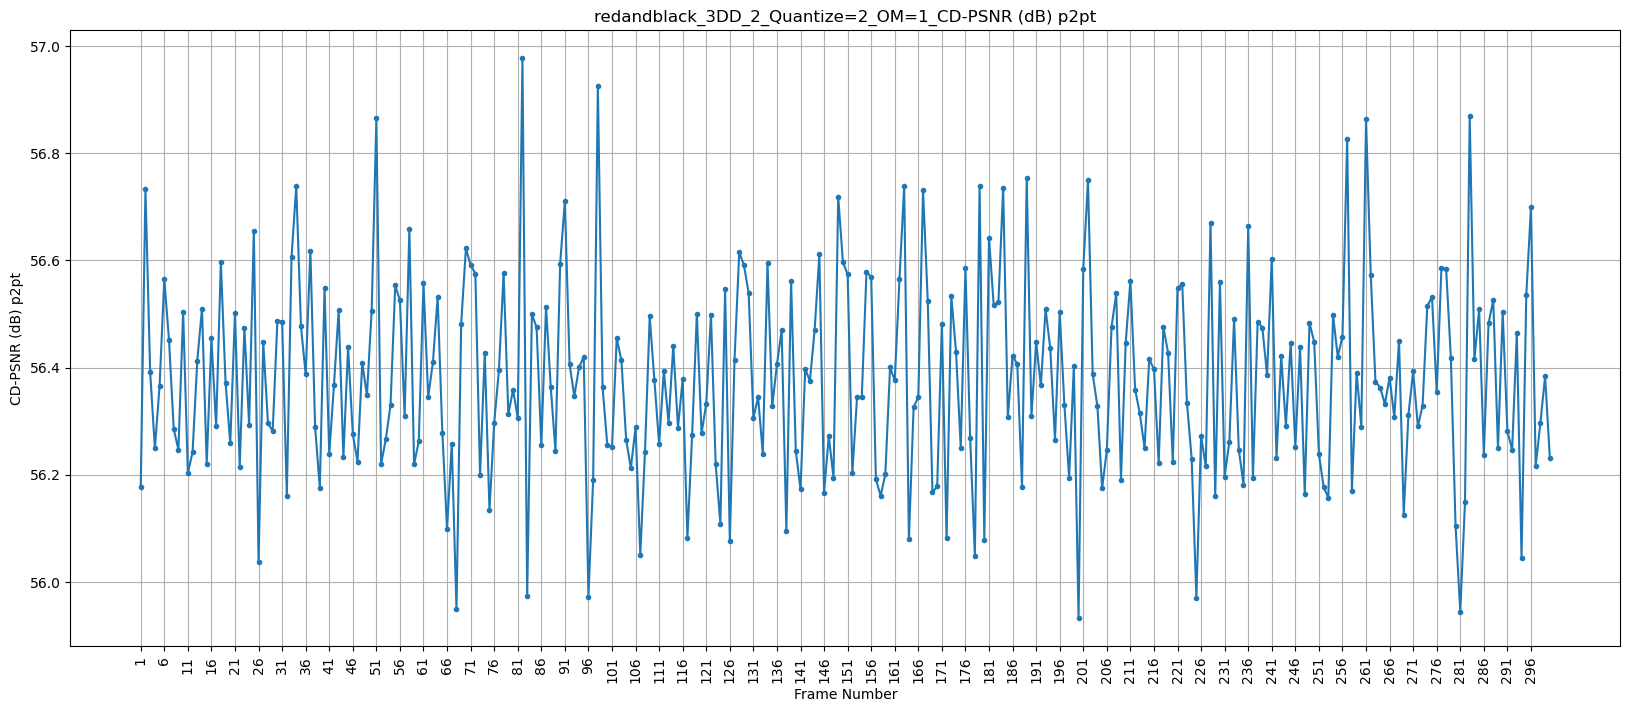 redandblack_3DD_2_Quantize=2_OM=1_CD-PSNR (dB) p2pt
57.0
56.8
56.6
56.4
56.2
56.0
CD-PSNR (dB) p2pt
1 6 11 16 21 26 31 36 41 46 51 56 61 66 71 76 81 86 91 96 101 106 111 116 121 126 131 136 141 146 151 156 161 166 171 176 181 186 191 196 201 206 211 216 221 226 231 236 241 246 251 256 261 266 271 276 281 286 291 296
Frame Number